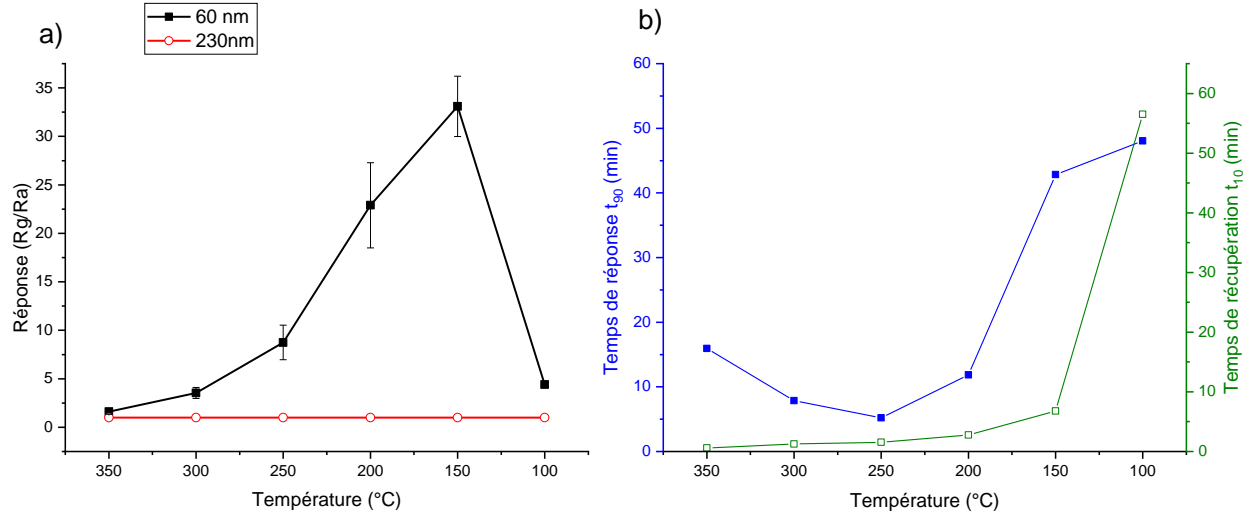 a)
60 nm
230nm
Réponse (Rg/Ra)
35
30
25
20
15
10
5
0
350 300 250 200 150 100
Température (°C)
b)
Temps de réponse t90 (min)
60
50
40
30
20
10
0
350 300 250 200 150 100
Température (°C)
60
50
40
30
20
10
0
Temps de récupération t10 (min)